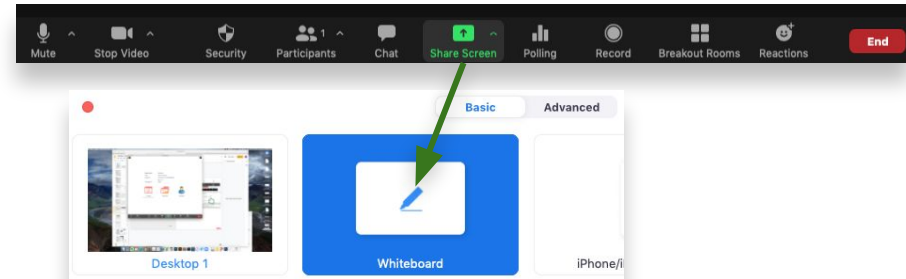 Mute Stop Video Security Participants 1 Chat Share Screen Polling Record Breakout Rooms Reactions End
Basic Advanced
Desktop 1 Whiteboard iPhone/i